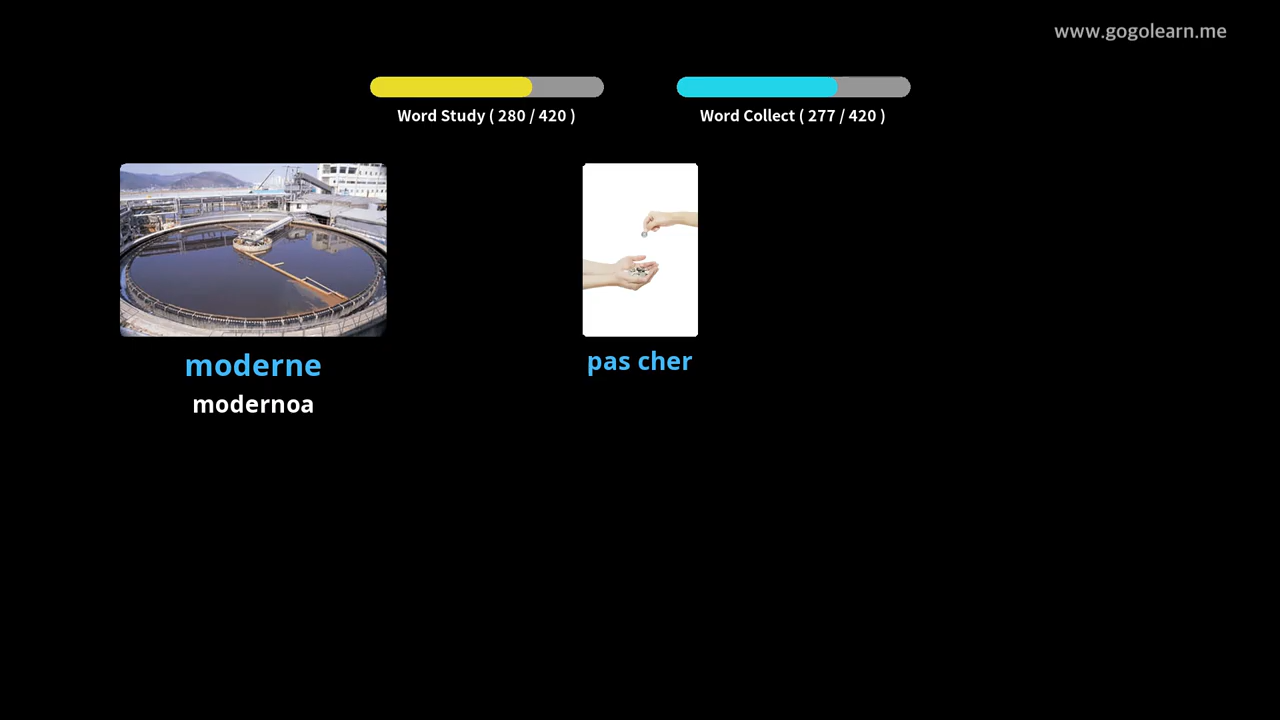 www.gogolearn.me
Word Study ( 280 / 420 )
Word Collect ( 277 / 420 )
moderne
modernoa
pas cher